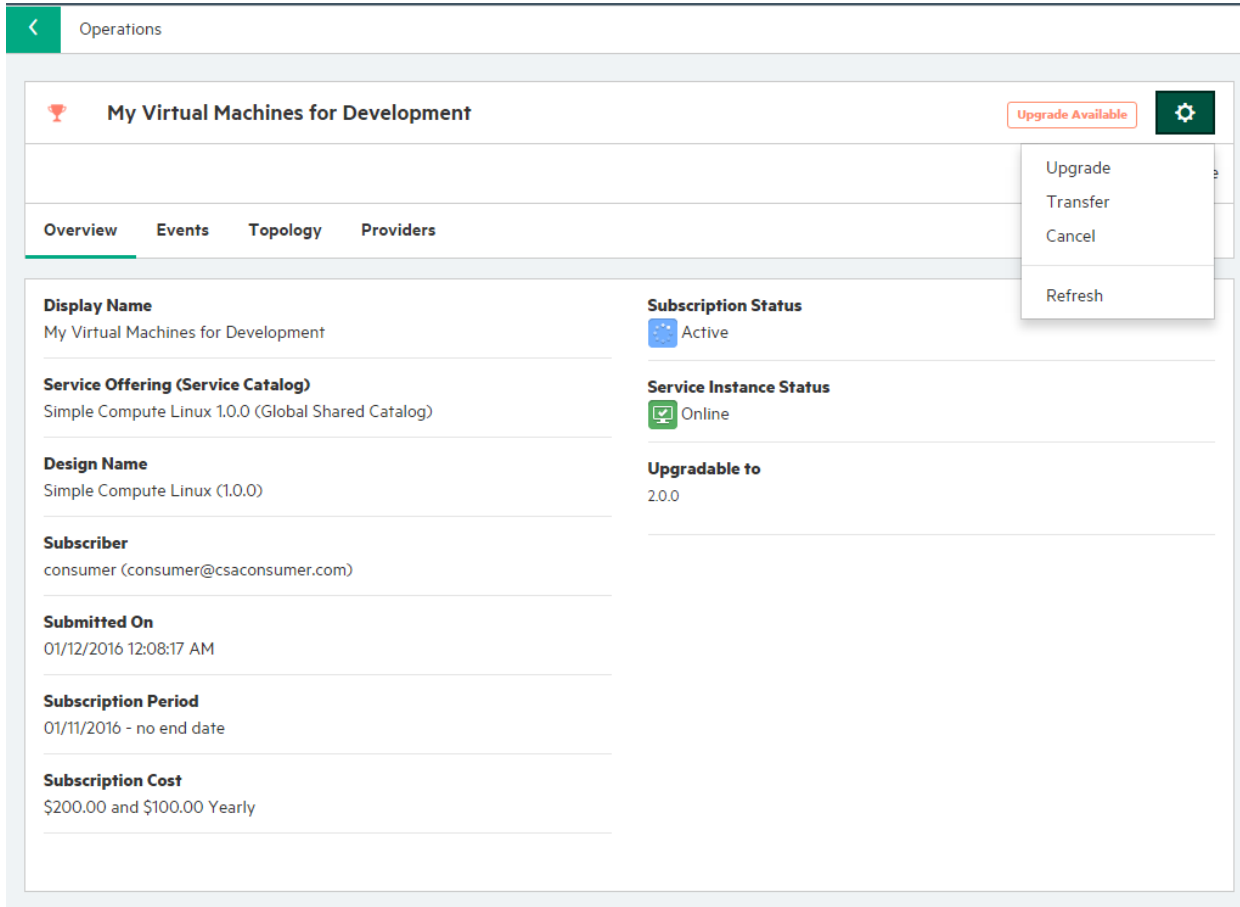 Operations
My Virtual Machines for Development
Upgrade Available
Upgrade
Transfer
Cancel
Refresh
Overview Events Topology Providers
Display Name
My Virtual Machines for Development
Service Offering (Service Catalog)
Simple Compute Linux 1.0.0 (Global Shared Catalog)
Design Name
Simple Compute Linux (1.0.0)
Subscriber
consumer (consumer@csaconsumer.com)
Submitted On
01/12/2016 12:08:17 AM
Subscription Period
01/11/2016 - no end date
Subscription Cost
$200.00 and $100.00 Yearly
Subscription Status
Active
Service Instance Status
Online
Upgradable to
2.0.0